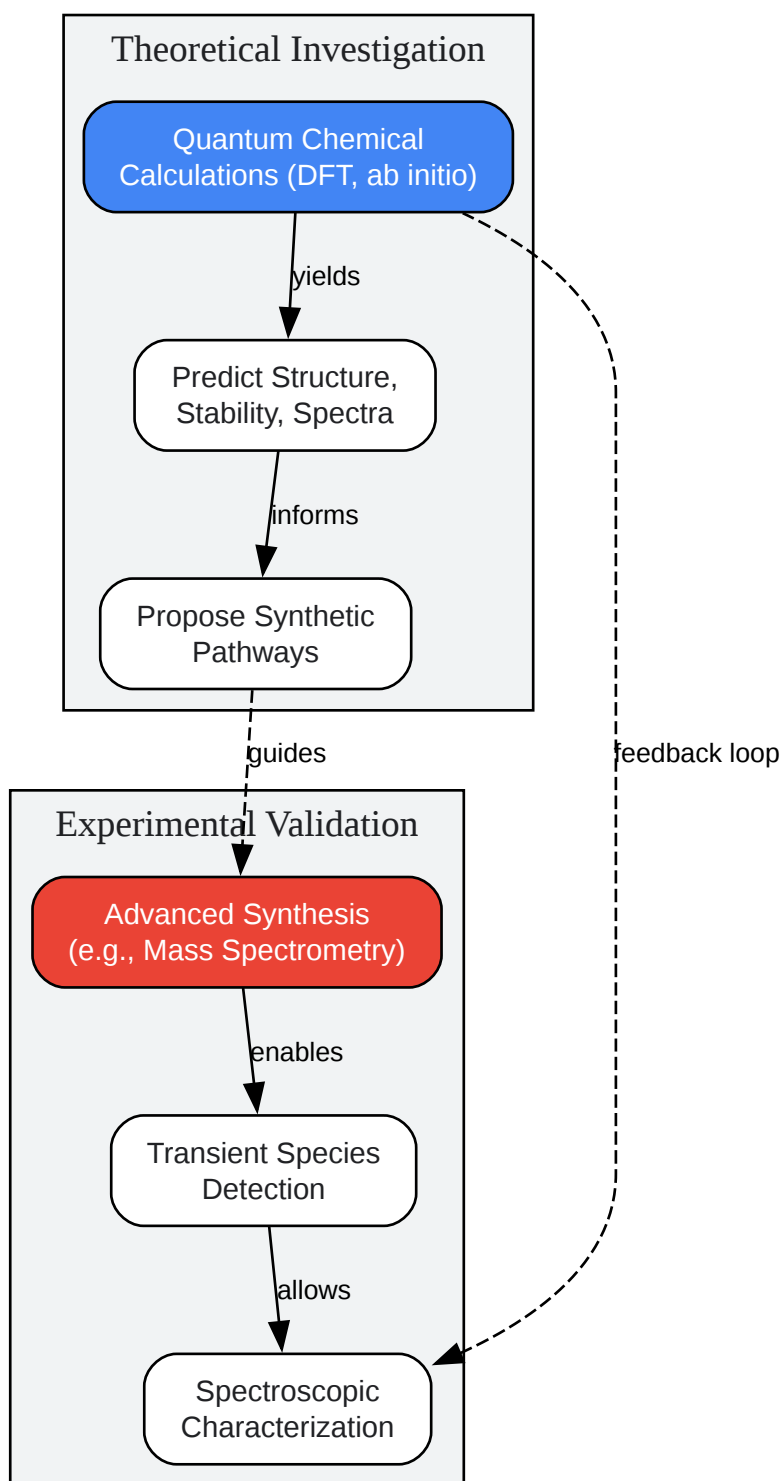 Theoretical Investigation
Quantum Chemical
Calculations (DFT, ab initio)
yields
Predict Structure,
Stability, Spectra
informs
Propose Synthetic
Pathways
guides
feedback loop
Experimental Validation
Advanced Synthesis
(e.g., Mass Spectrometry)
enables
Transient Species
Detection
allows
Spectroscopic
Characterization